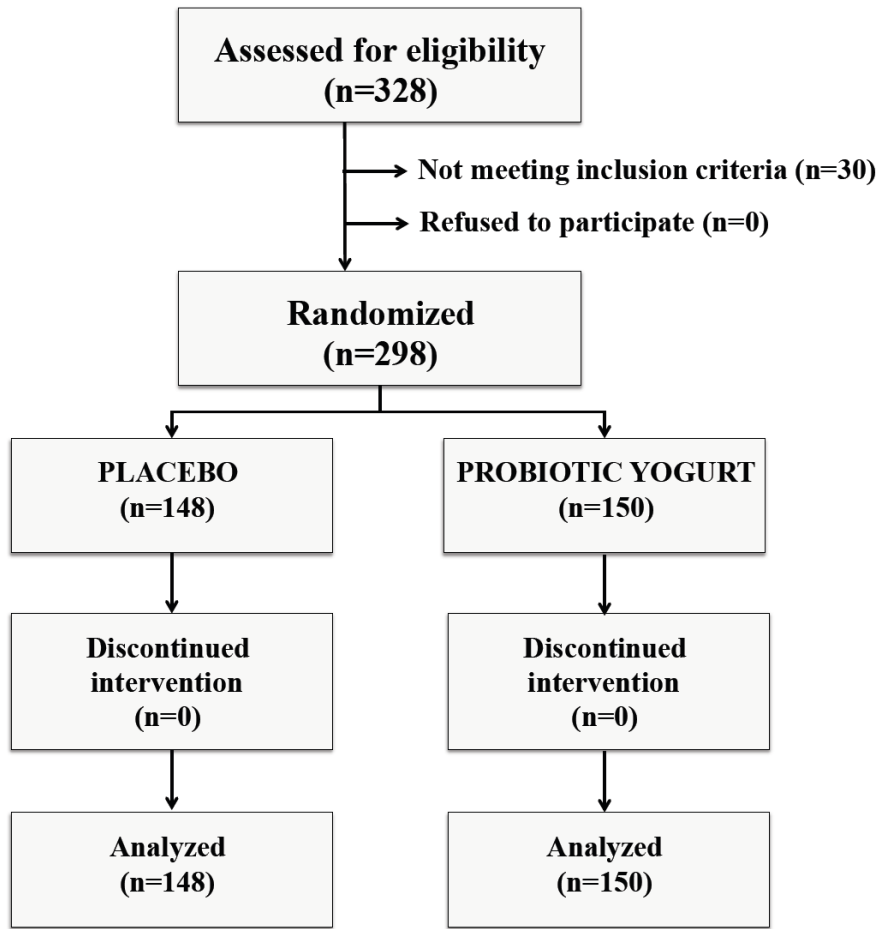 Assessed for eligibility
(n=328)
Not meeting inclusion criteria (n=30)
Refused to participate (n=0)
Randomized
(n=298)
PLACEBO
(n=148)
PROBIOTIC YOGURT
(n=150)
Discontinued
intervention
(n=0)
Discontinued
intervention
(n=0)
Analyzed
(n=148)
Analyzed
(n=150)